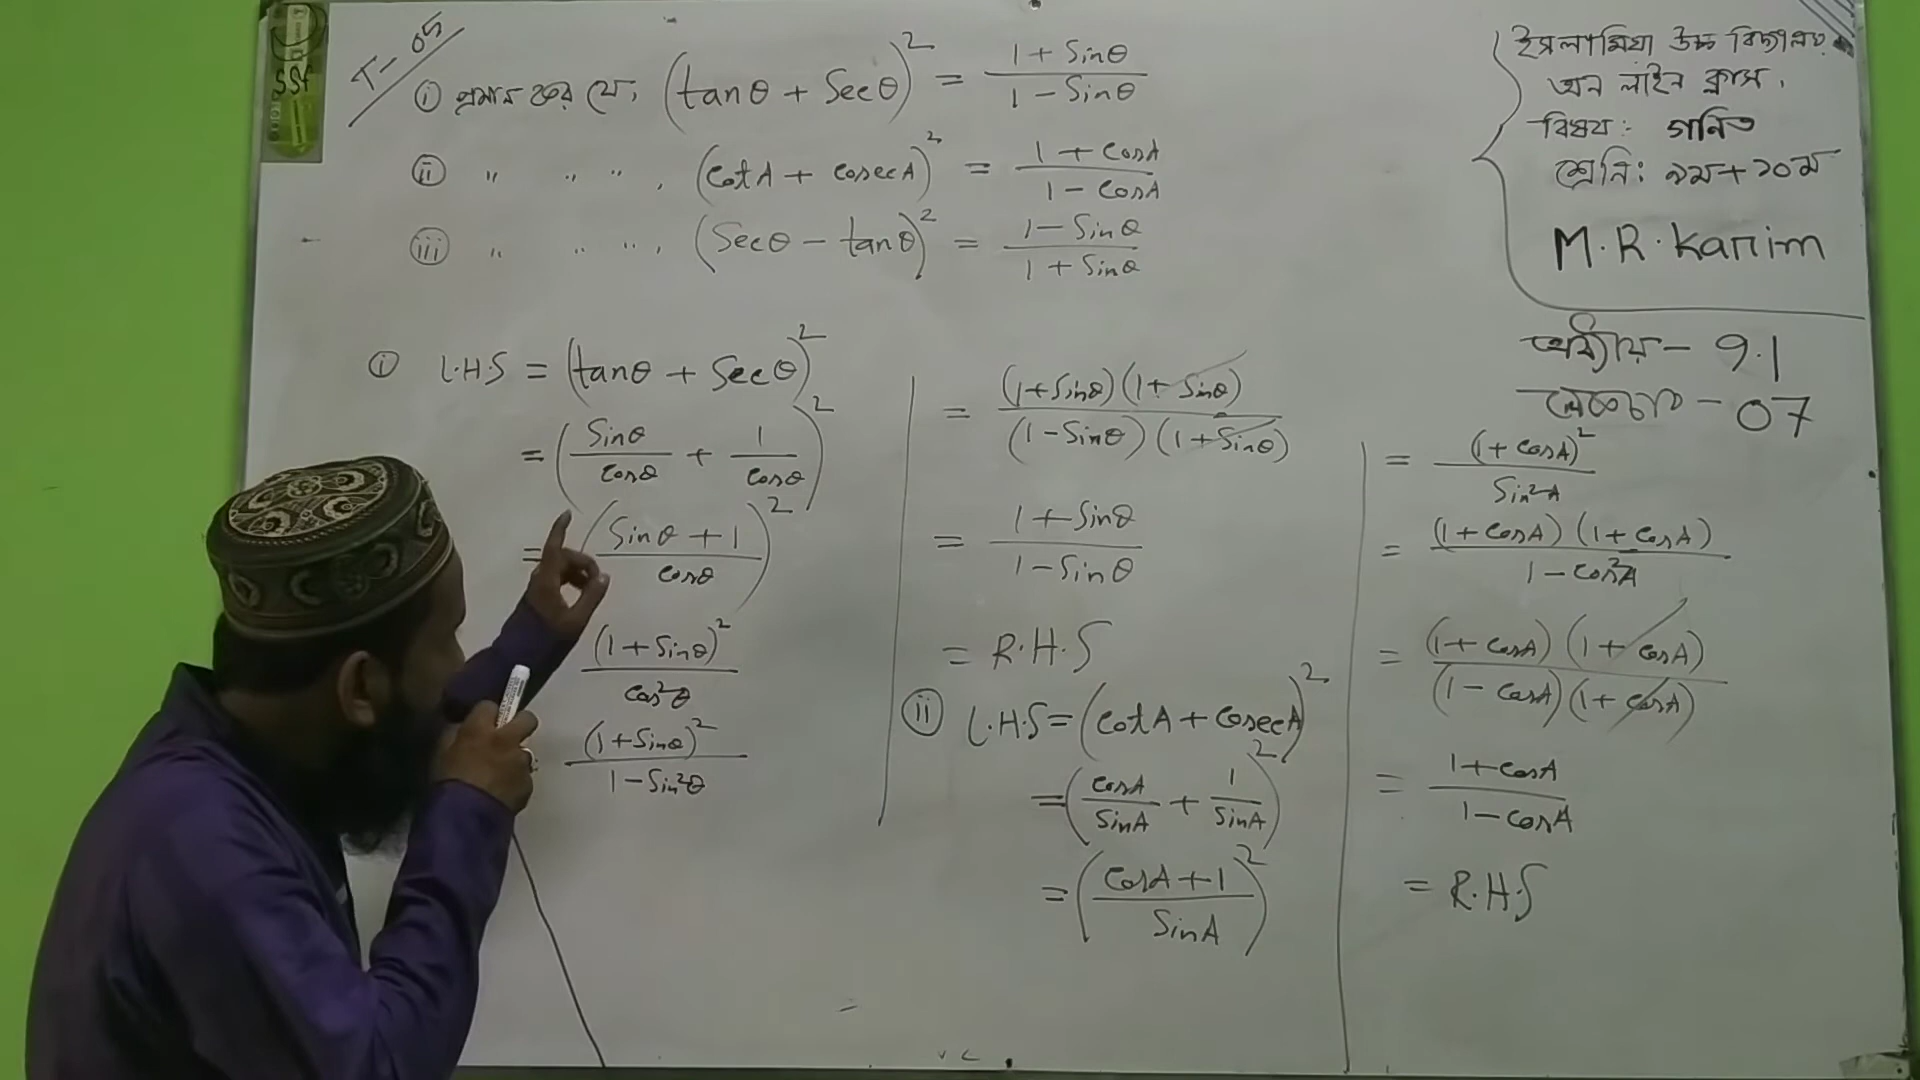 T-05
SSF
i প্রমাণ কর যে, (tanθ + Secθ)² = (1 + Sinθ)/(1 - Sinθ)
ii " " " , (CotA + cosecA)² = (1 + cosA)/(1 - cosA)
iii " " " , (Secθ - tanθ)² = (1 - Sinθ)/(1 + Sinθ)
ইসলামিয়া উচ্চ বিদ্যালয়
অন লাইন ক্লাস,
বিষয়: গনিত
শ্রেনি: ৯ম+১০ম
M.R.Karim
অধ্যায় - 9.1
লেকচার - 07
i L.H.S = (tanθ + Secθ)²
= (Sinθ/cosθ + 1/cosθ)²
= ((Sinθ + 1)/cosθ)²
(1 + Sinθ)²/cos²θ
(1 + Sinθ)²/(1 - Sin²θ)
= (1+Sinθ)(1+Sinθ)/(1-Sinθ)(1+Sinθ)
= (1+Sinθ)/(1-Sinθ)
= R.H.S
ii L.H.S = (cotA + cosecA)²
= (cosA/SinA + 1/SinA)²
= ((cosA + 1)/SinA)²
= (1+cosA)²/Sin²A
= (1+cosA)(1+cosA)/(1-cos²A)
= (1+cosA)(1+cosA)/(1-cosA)(1+cosA)
= (1+cosA)/(1-cosA)
= R.H.S